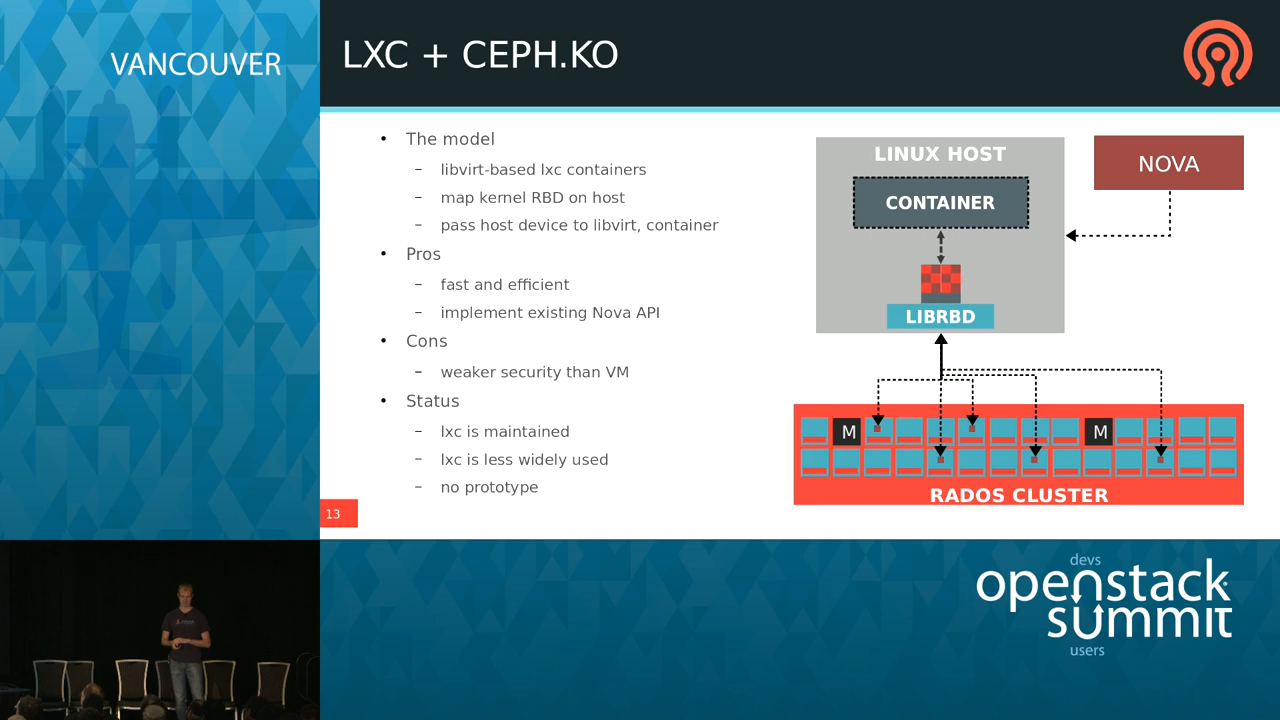 VANCOUVER
LXC + CEPH.KO
• The model
– libvirt-based lxc containers
– map kernel RBD on host
– pass host device to libvirt, container
• Pros
– fast and efficient
– implement existing Nova API
• Cons
– weaker security than VM
• Status
– lxc is maintained
– lxc is less widely used
– no prototype
13
LINUX HOST
CONTAINER
LIBRBD
NOVA
M
M
RADOS CLUSTER
devs
openstack
summit
users